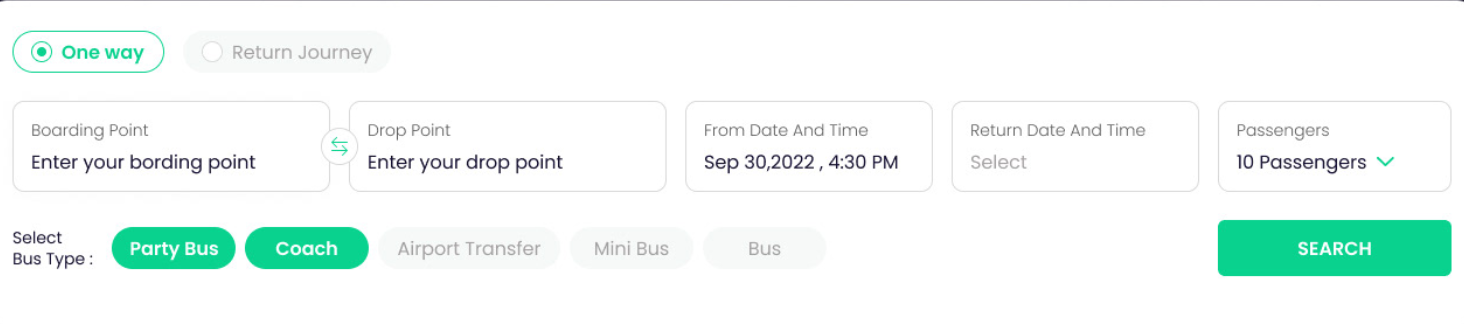 One way
Return Journey
Boarding Point
Enter your bording point
Drop Point
Enter your drop point
From Date And Time
Sep 30,2022 , 4:30 PM
Return Date And Time
Select
Passengers
10 Passengers
Select
Bus Type :
Party Bus
Coach
Airport Transfer
Mini Bus
Bus
SEARCH